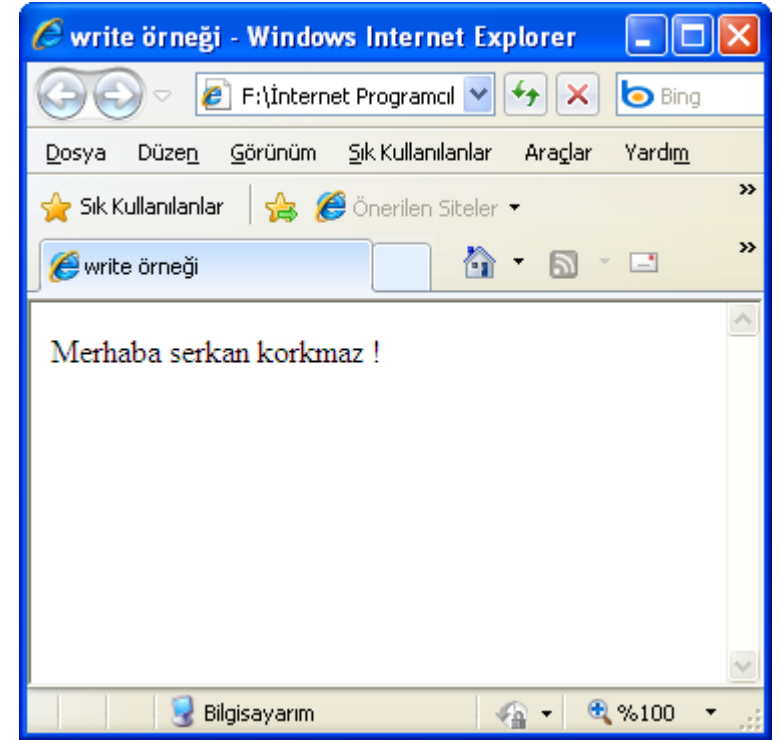 write örneği - Windows Internet Explorer
F:\İnternet Programcıl Bing
Dosya Düzen Görünüm Sık Kullanılanlar Araçlar Yardım
Sık Kullanılanlar Önerilen Siteler »
write örneği »
Merhaba serkan korkmaz !
Bilgisayarım %100